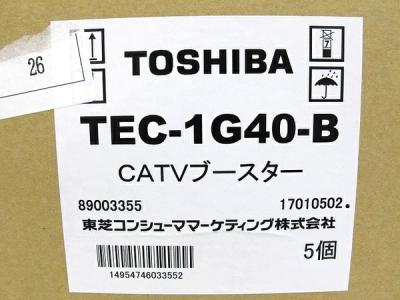 26
TOSHIBA
7
TEC-1G40-B
CATVブースター
89003355 17010502.
東芝コンシューママーケティング株式会社
5個
14954746033552